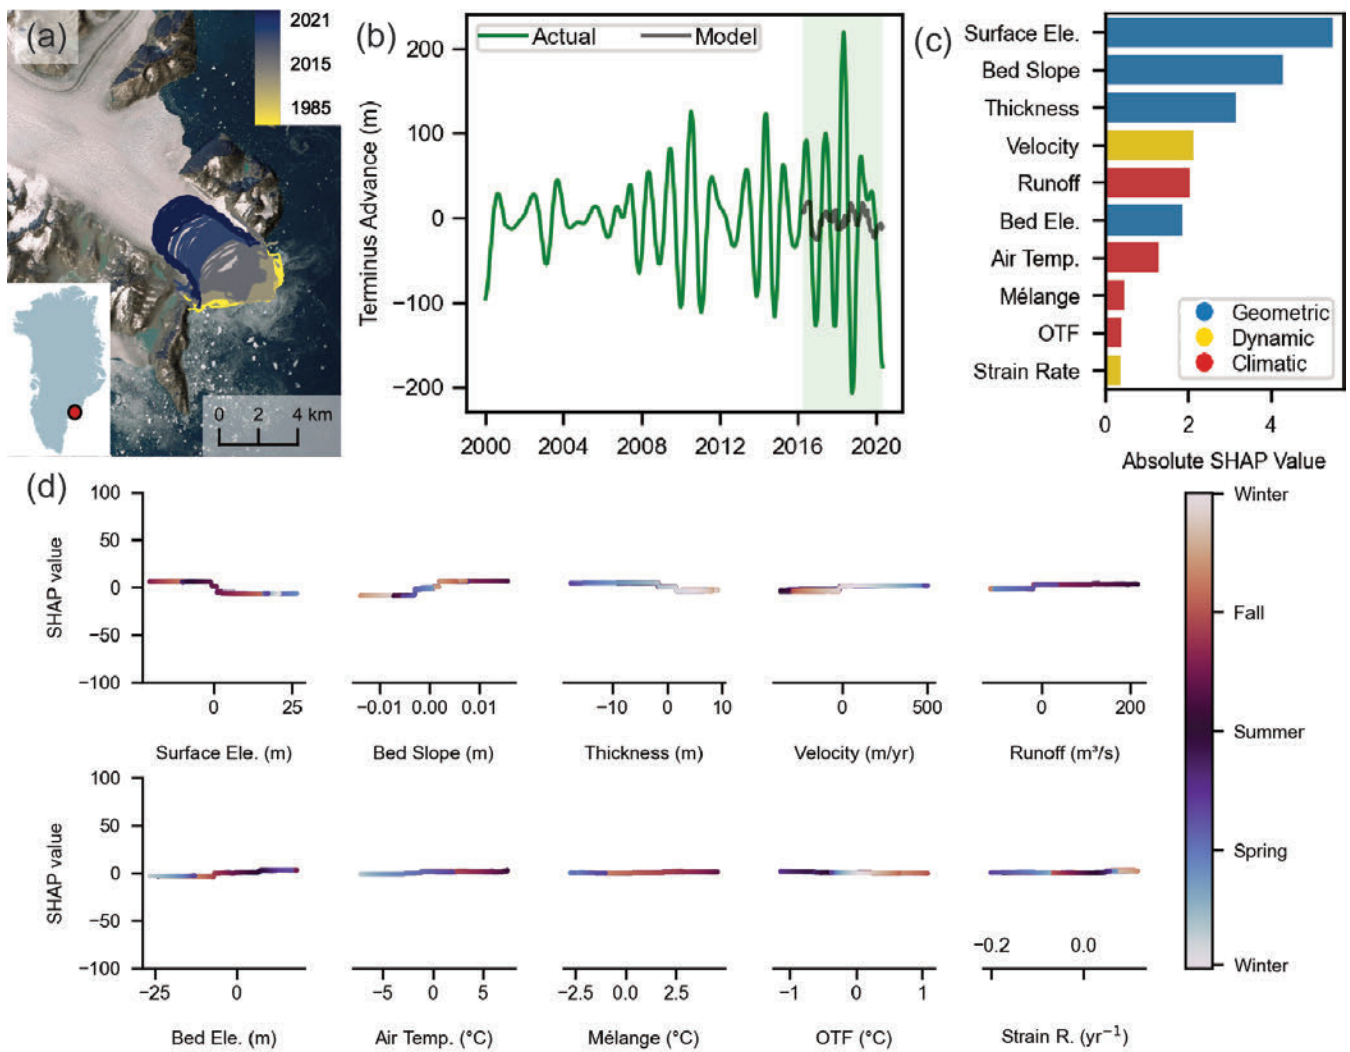 (a)
2021
2015
1985
0 2 4 km
(b)
Actual Model
Terminus Advance (m)
200
100
0
−100
−200
2000 2004 2008 2012 2016 2020
(c)
Surface Ele.
Bed Slope
Thickness
Velocity
Runoff
Bed Ele.
Air Temp.
Mélange
OTF
Strain Rate
Geometric
Dynamic
Climatic
0 2 4
Absolute SHAP Value
(d)
SHAP value
100
50
0
−50
−100
0 25
Surface Ele. (m)
−0.01 0.00 0.01
Bed Slope (m)
−10 0 10
Thickness (m)
0 500
Velocity (m/yr)
0 200
Runoff (m³/s)
SHAP value
100
50
0
−50
−100
−25 0
Bed Ele. (m)
−5 0 5
Air Temp. (°C)
−2.5 0.0 2.5
Mélange (°C)
−1 0 1
OTF (°C)
−0.2 0.0
Strain R. (yr⁻¹)
Winter
Fall
Summer
Spring
Winter